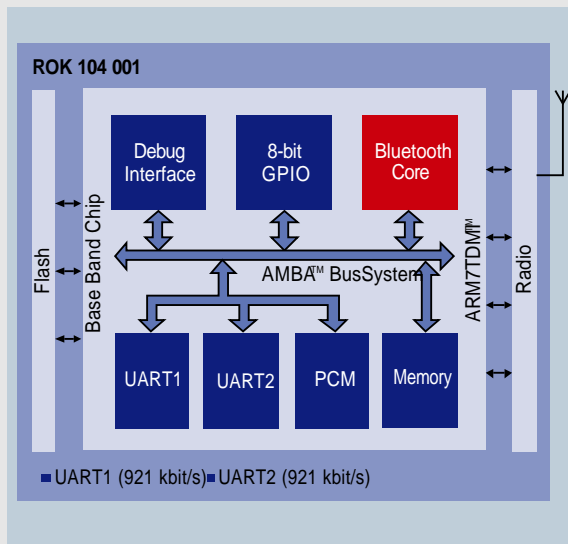 ROK 104 001
Debug
Interface
8-bit
GPIO
Bluetooth
Core
Flash
Base Band Chip
AMBA™ BusSystem
ARM7TDMI™
Radio
UART1
UART2
PCM
Memory
UART1 (921 kbit/s) UART2 (921 kbit/s)